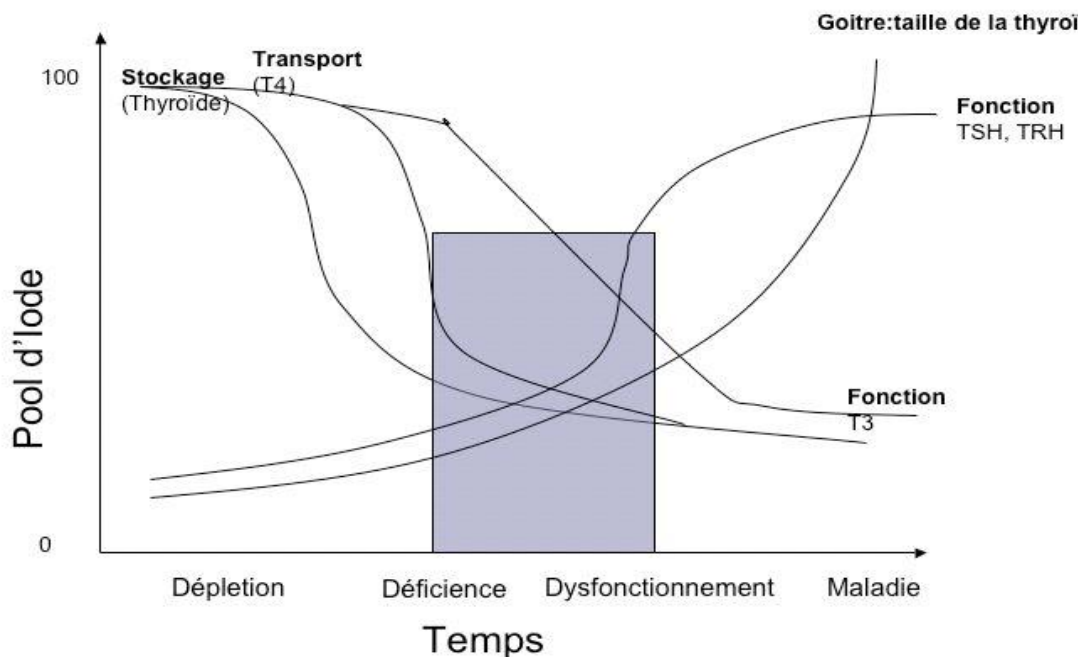 Goitre:taille de la thyroï
100
Stockage
(Thyroïde)
Transport
(T4)
Fonction
TSH, TRH
Pool d'Iode
Fonction
T3
0
Dépletion
Déficience
Dysfonctionnement
Maladie
Temps